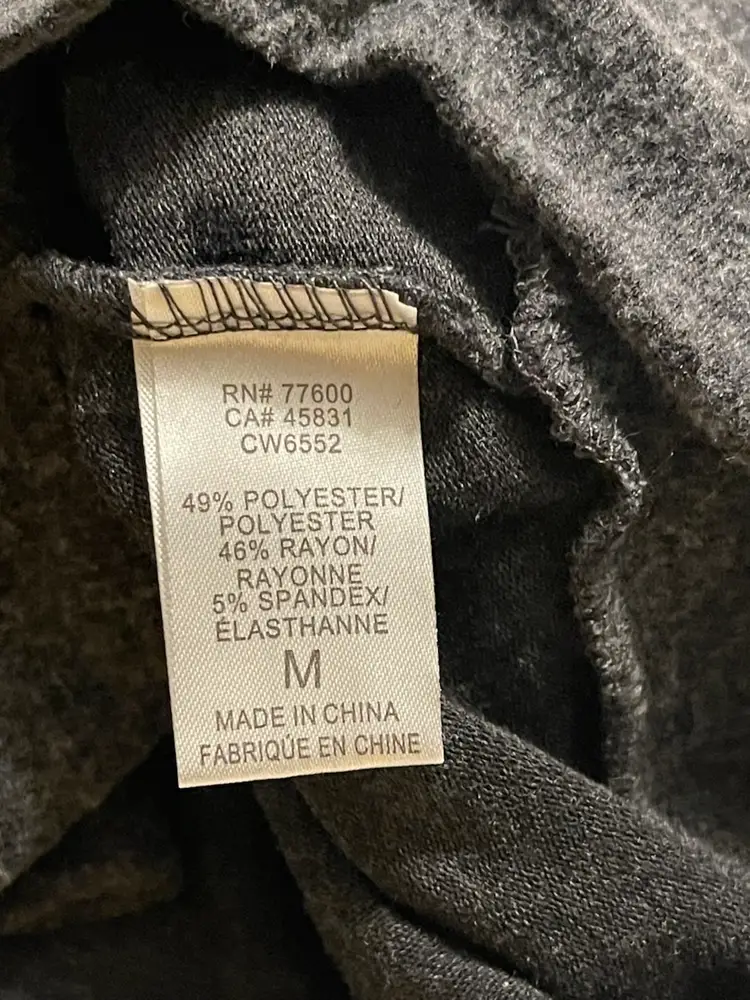 RN# 77600
CA# 45831
CW6552
49% POLYESTER/
POLYESTER
46% RAYON/
RAYONNE
5% SPANDEX/
ÉLASTHANNE
M
MADE IN CHINA
FABRIQÚE EN CHINE